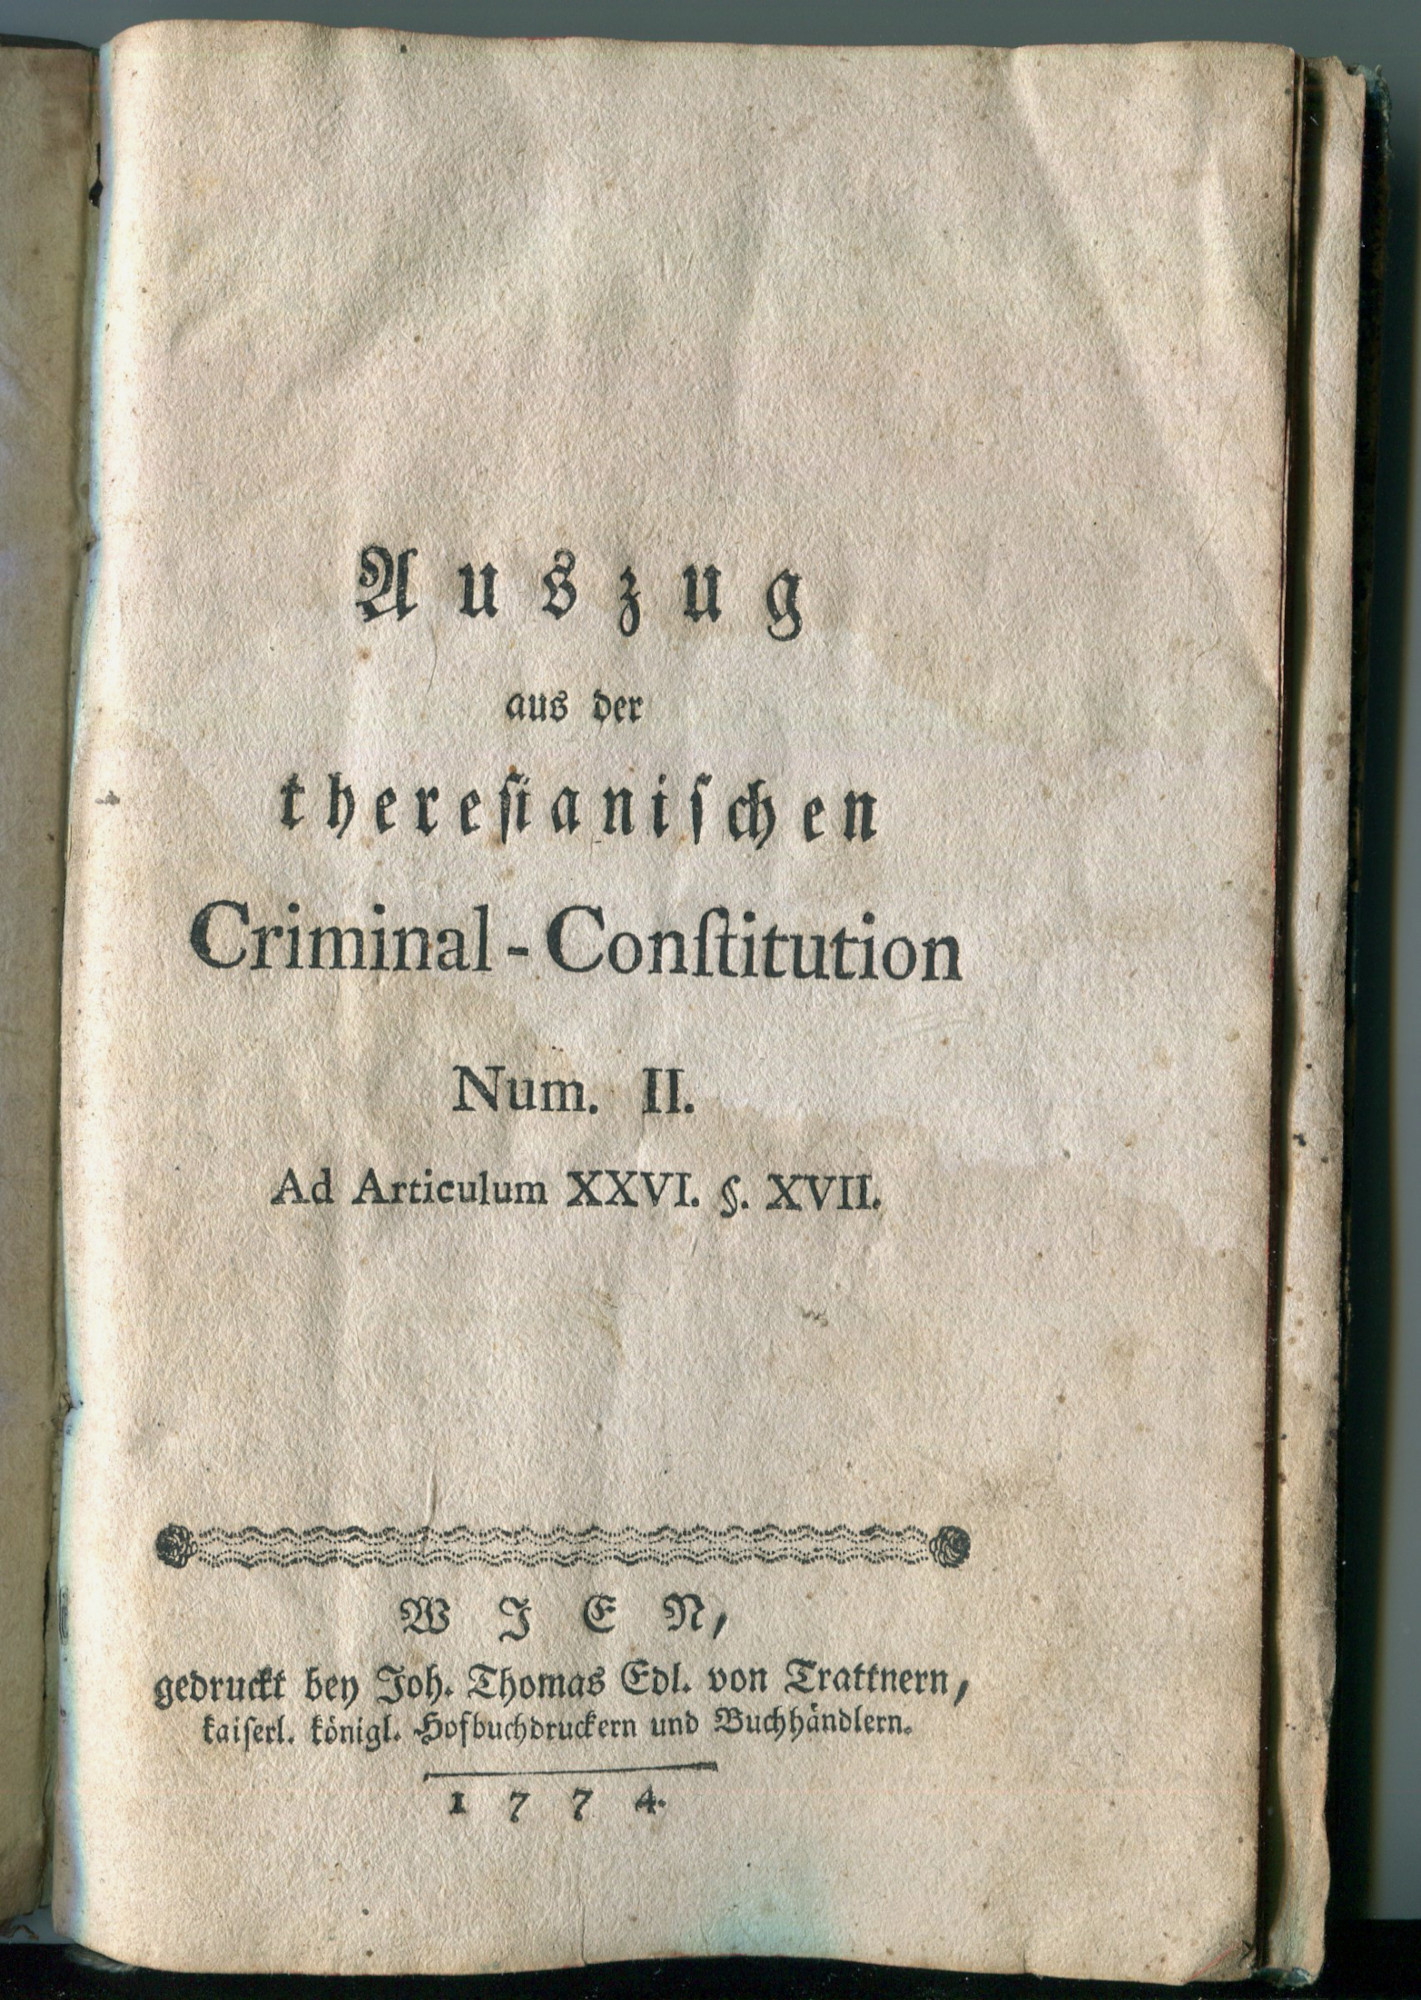 Auszug
aus der
theresianischen
Criminal-Conſtitution
Num. II.
Ad Articulum XXVI. §. XVII.
WIEN,
gedruckt bey Joh. Thomas Edl. von Trattnern,
kaiserl. königl. Hofbuchdruckern und Buchhändlern.
1774.